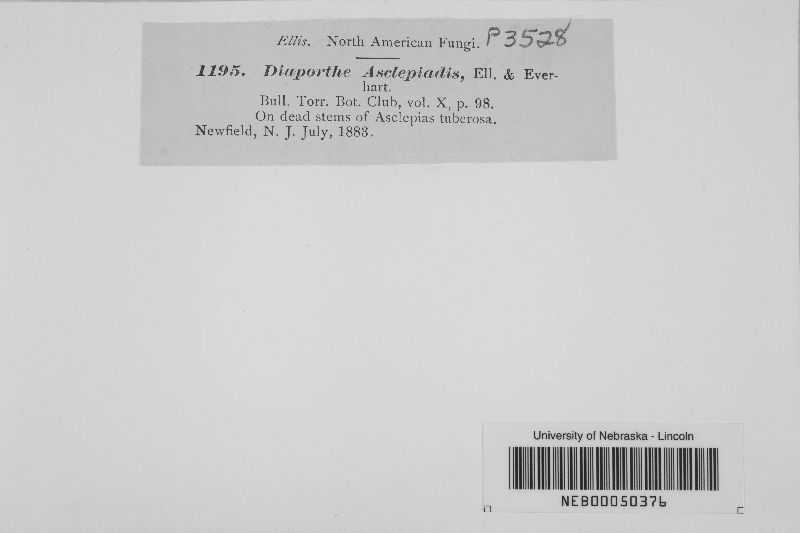 Ellis. North American Fungi. P3528
1195. Diaporthe Asclepiadis, Ell. & Ever-
hart.
Bull. Torr. Bot. Club, vol. X, p. 98.
On dead stems of Asclepias tuberosa.
Newfield, N. J. July, 1883.
University of Nebraska - Lincoln
NEB00050376